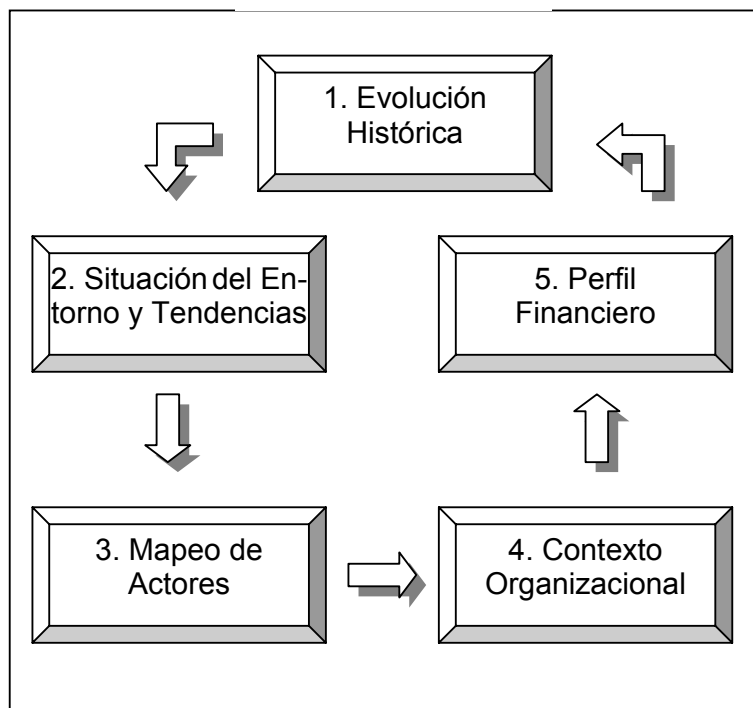 1. Evolución
Histórica
2. Situación del En-
torno y Tendencias
3. Mapeo de
Actores
4. Contexto
Organizacional
5. Perfil
Financiero